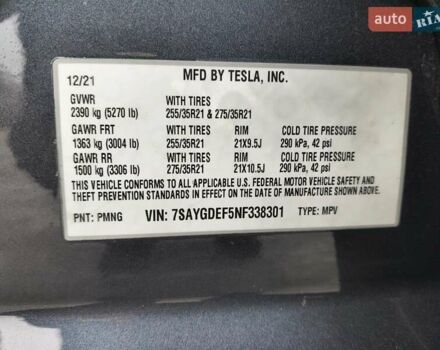 AUTO
RIA
12/21 MFD BY TESLA, INC.
GVWR WITH TIRES
2390 kg (5270 lb) 255/35R21 & 275/35R21
GAWR FRT WITH TIRES RIM COLD TIRE PRESSURE
1363 kg (3004 lb) 255/35R21 21X9.5J 290 kPa, 42 psi
GAWR RR WITH TIRES RIM COLD TIRE PRESSURE
1500 kg (3306 lb) 275/35R21 21X10.5J 290 kPa, 42 psi
THIS VEHICLE CONFORMS TO ALL APPLICABLE U.S. FEDERAL MOTOR VEHICLE SAFETY AND
THEFT PREVENTION STANDARDS IN EFFECT ON THE DATE OF MANUFACTURE SHOWN ABOVE.
PNT: PMNG VIN: 7SAYGDEF5NF338301 TYPE: MPV